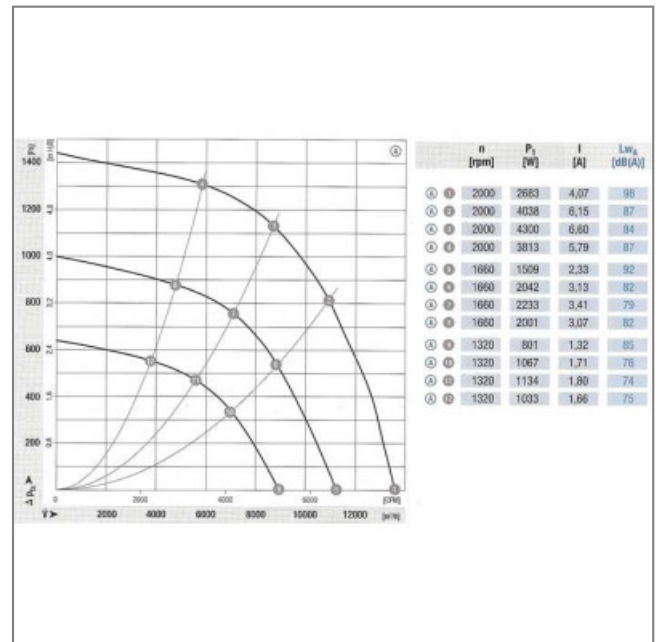 [Pa]
[in H₂O]
1400
1200
1000
800
600
400
200
4,8
4,0
3,2
2,4
1,6
0,8
A
0 2000 4000 6000 [CFM]
2000 4000 6000 8000 10000 12000 [m³/h]
n P₁ I LwA
[rpm] [W] [A] [dB(A)]
A 1 2000 2683 4,07 98
A 2 2000 4038 6,15 87
A 3 2000 4300 6,60 84
A 4 2000 3813 5,79 87
A 5 1660 1509 2,33 92
A 6 1660 2042 3,13 82
A 7 1660 2233 3,41 79
A 8 1660 2001 3,07 82
A 9 1320 801 1,32 85
A 10 1320 1067 1,71 76
A 11 1320 1134 1,80 74
A 12 1320 1033 1,66 75